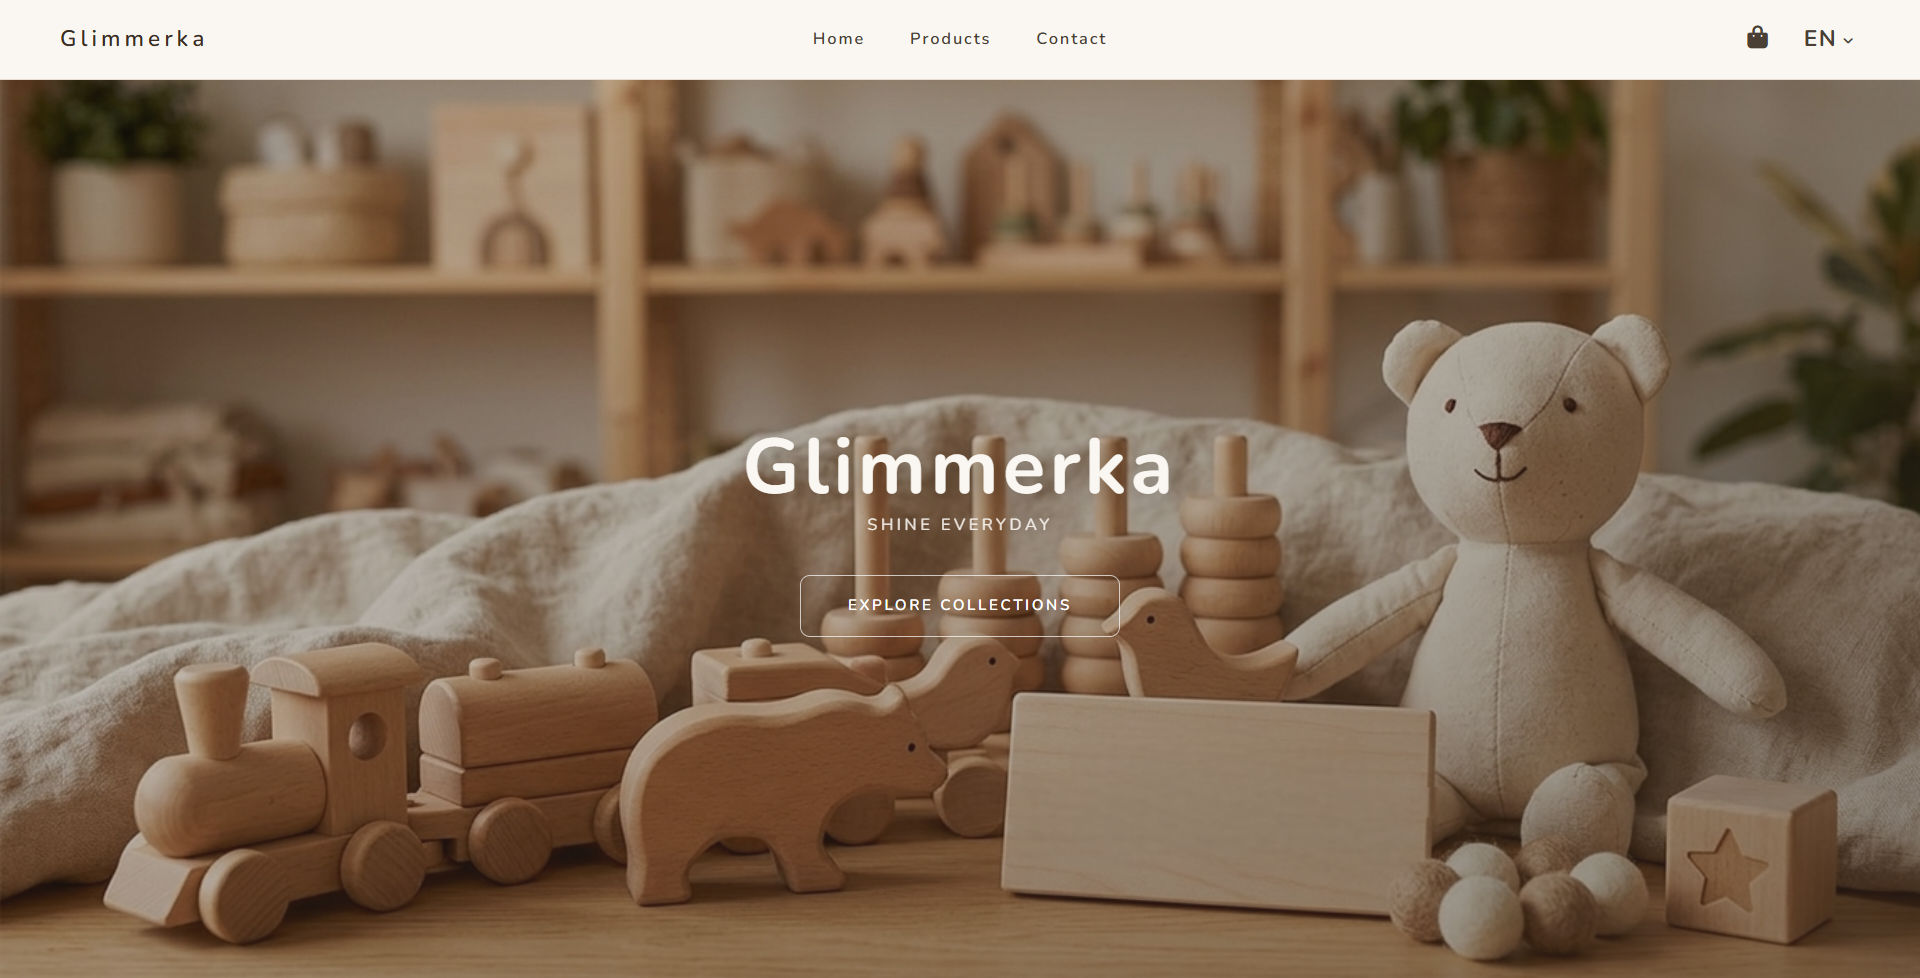 Glimmerka
Home Products Contact
EN
Glimmerka
SHINE EVERYDAY
EXPLORE COLLECTIONS